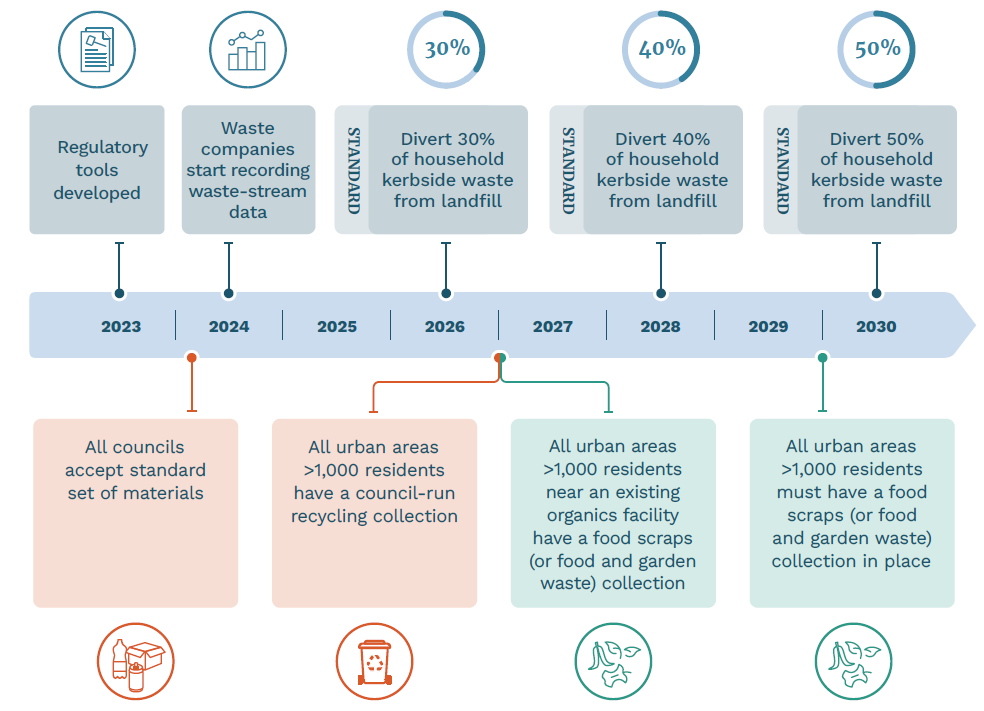 30%
40%
50%
Regulatory
tools
developed
Waste
companies
start recording
waste-stream
data
STANDARD
Divert 30%
of household
kerbside waste
from landfill
STANDARD
Divert 40%
of household
kerbside waste
from landfill
STANDARD
Divert 50%
of household
kerbside waste
from landfill
2023 2024 2025 2026 2027 2028 2029 2030
All councils
accept standard
set of materials
All urban areas
>1,000 residents
have a council-run
recycling collection
All urban areas
>1,000 residents
near an existing
organics facility
have a food scraps
(or food and garden
waste) collection
All urban areas
>1,000 residents
must have a food
scraps (or food
and garden waste)
collection in place